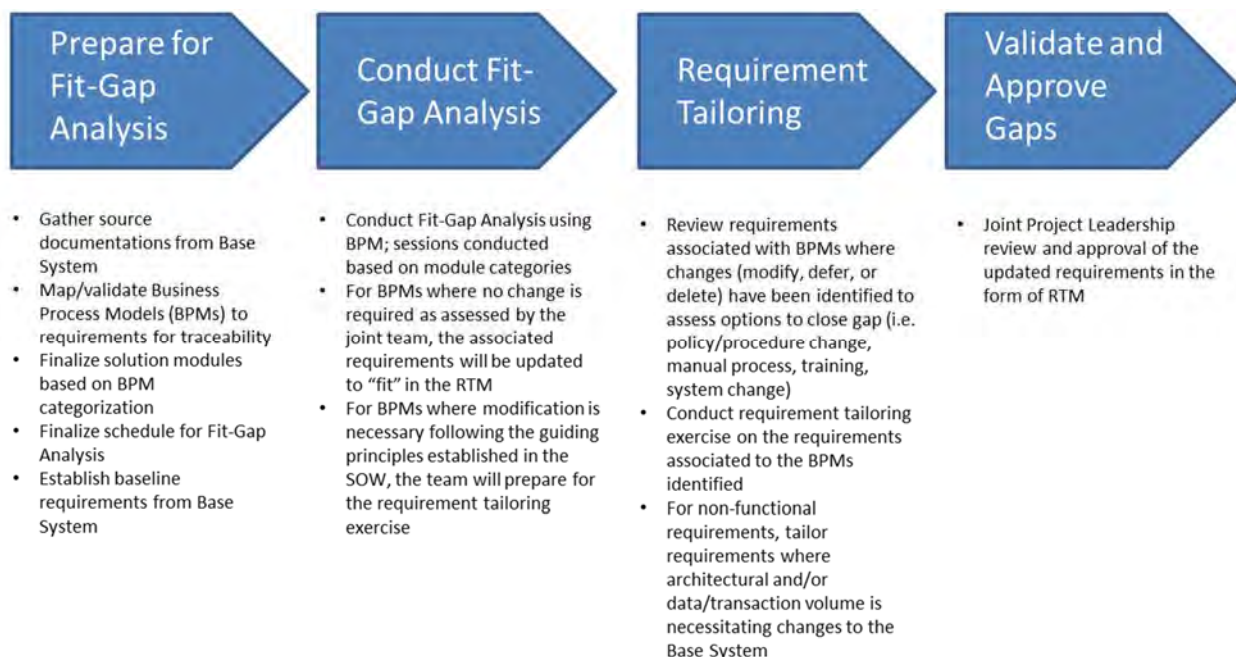 Prepare for
Fit-Gap
Analysis
Conduct Fit-
Gap Analysis
Requirement
Tailoring
Validate and
Approve
Gaps
• Gather source
documentations from Base
System
• Map/validate Business
Process Models (BPMs) to
requirements for traceability
• Finalize solution modules
based on BPM
categorization
• Finalize schedule for Fit-Gap
Analysis
• Establish baseline
requirements from Base
System
• Conduct Fit-Gap Analysis using
BPM; sessions conducted
based on module categories
• For BPMs where no change is
required as assessed by the
joint team, the associated
requirements will be updated
to “fit” in the RTM
• For BPMs where modification is
necessary following the guiding
principles established in the
SOW, the team will prepare for
the requirement tailoring
exercise
• Review requirements
associated with BPMs where
changes (modify, defer, or
delete) have been identified to
assess options to close gap (i.e.
policy/procedure change,
manual process, training,
system change)
• Conduct requirement tailoring
exercise on the requirements
associated to the BPMs
identified
• For non-functional
requirements, tailor
requirements where
architectural and/or
data/transaction volume is
necessitating changes to the
Base System
• Joint Project Leadership
review and approval of the
updated requirements in the
form of RTM